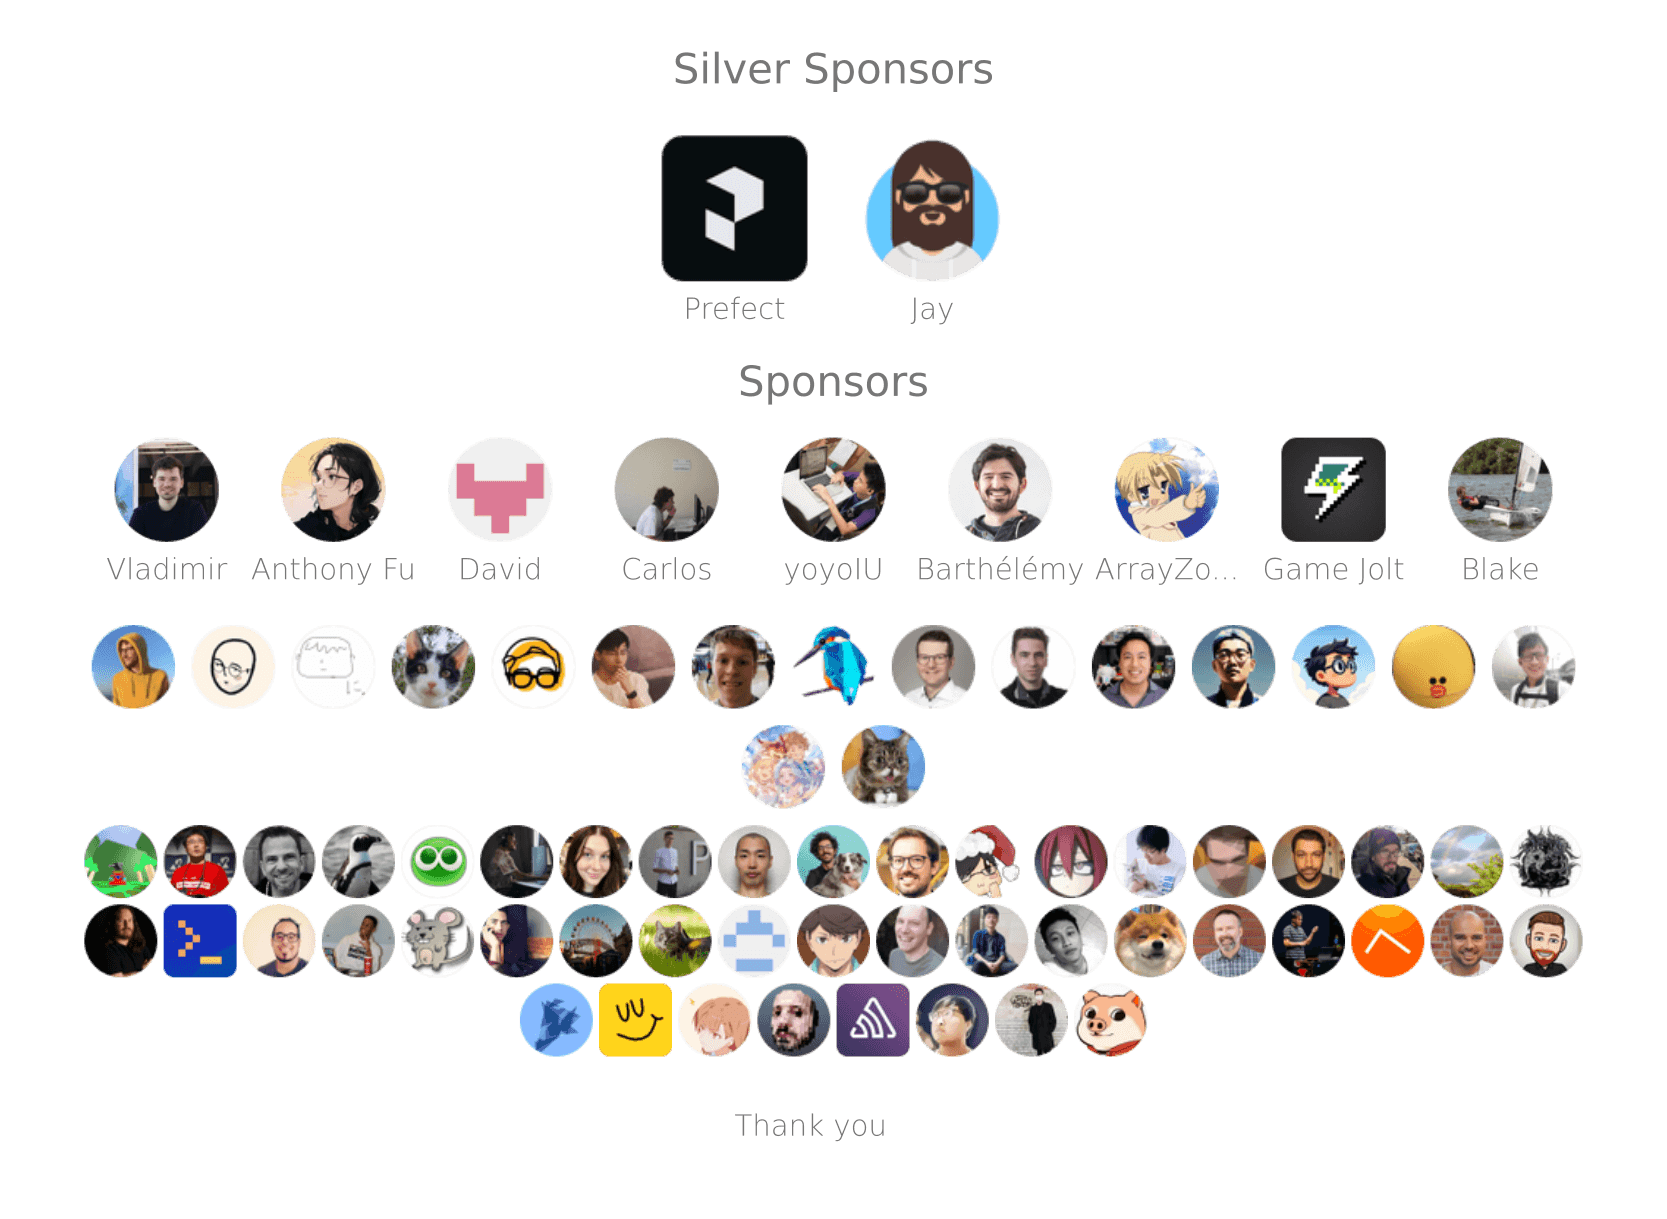 Silver Sponsors
Prefect Jay
Sponsors
Vladimir Anthony Fu David Carlos yoyoIU Barthélémy ArrayZo... Game Jolt Blake
Thank you